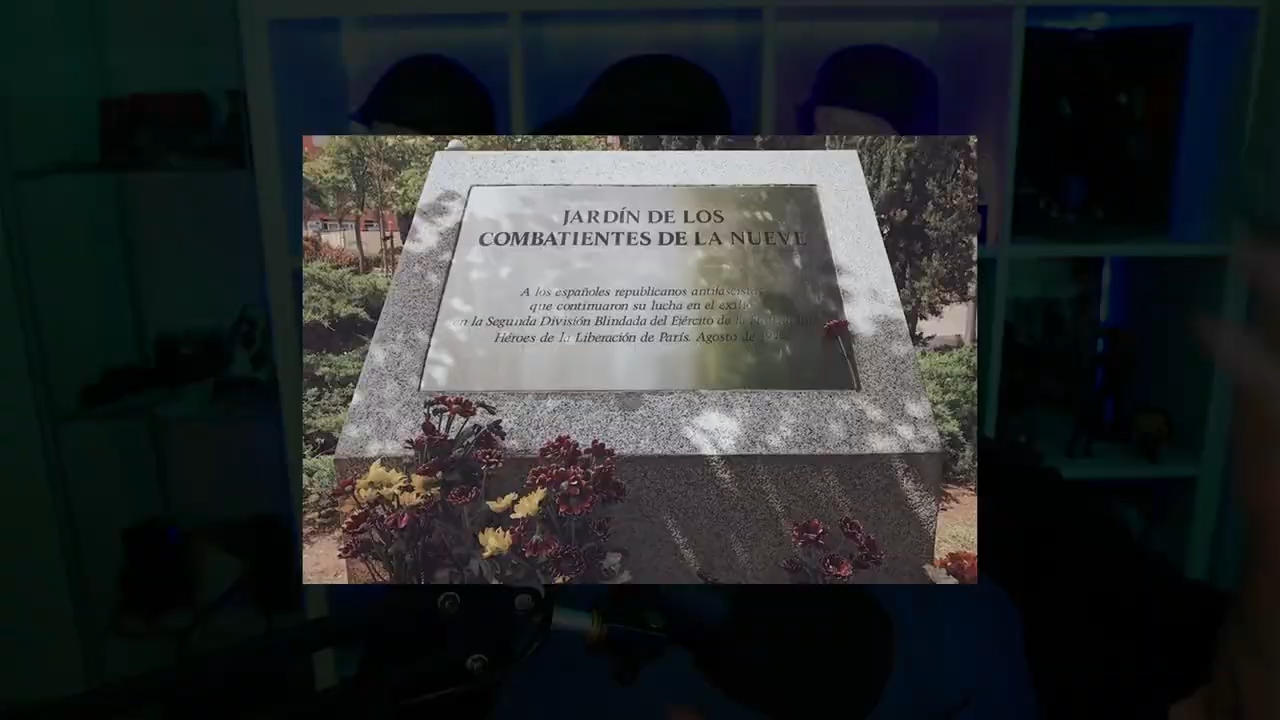 JARDÍN DE LOS
COMBATIENTES DE LA NUEVE
A los españoles republicanos antifascistas
que continuaron su lucha en el exilio
en la Segunda División Blindada del Ejército de la
Héroes de la Liberación de París. Agosto de